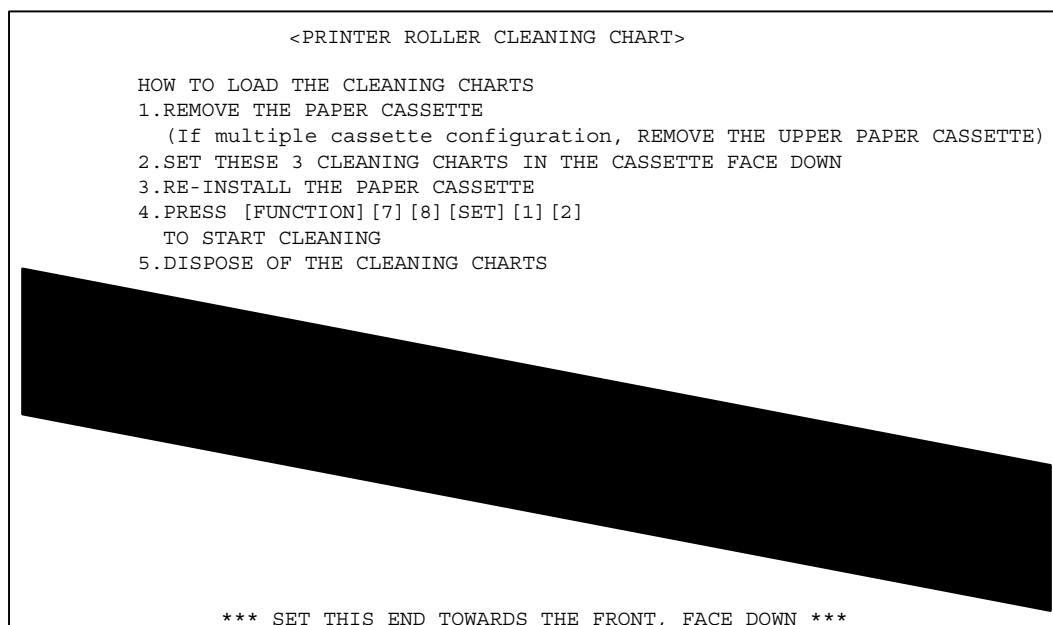 <PRINTER ROLLER CLEANING CHART>
HOW TO LOAD THE CLEANING CHARTS
1.REMOVE THE PAPER CASSETTE
(If multiple cassette configuration, REMOVE THE UPPER PAPER CASSETTE)
2.SET THESE 3 CLEANING CHARTS IN THE CASSETTE FACE DOWN
3.RE-INSTALL THE PAPER CASSETTE
4.PRESS [FUNCTION][7][8][SET][1][2]
TO START CLEANING
5.DISPOSE OF THE CLEANING CHARTS
*** SET THIS END TOWARDS THE FRONT, FACE DOWN ***